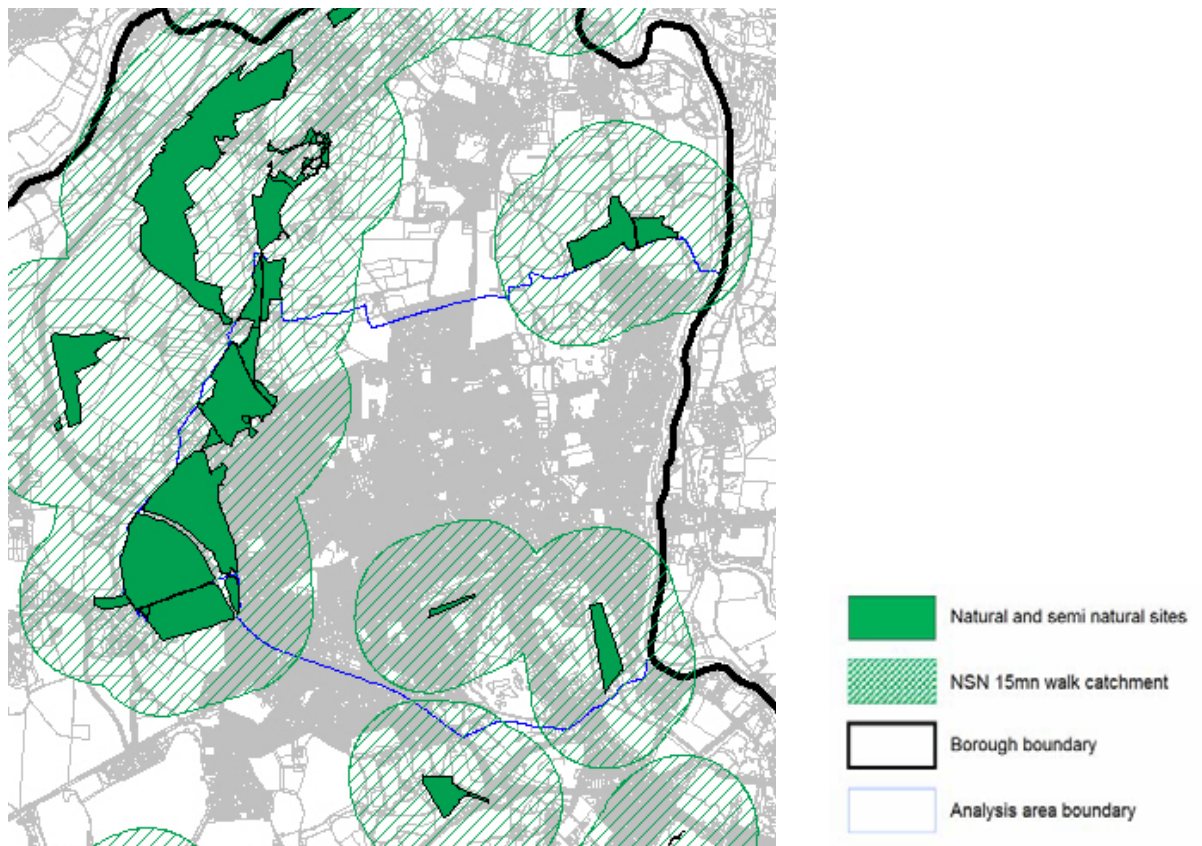 Natural and semi natural sites
NSN 15mn walk catchment
Borough boundary
Analysis area boundary